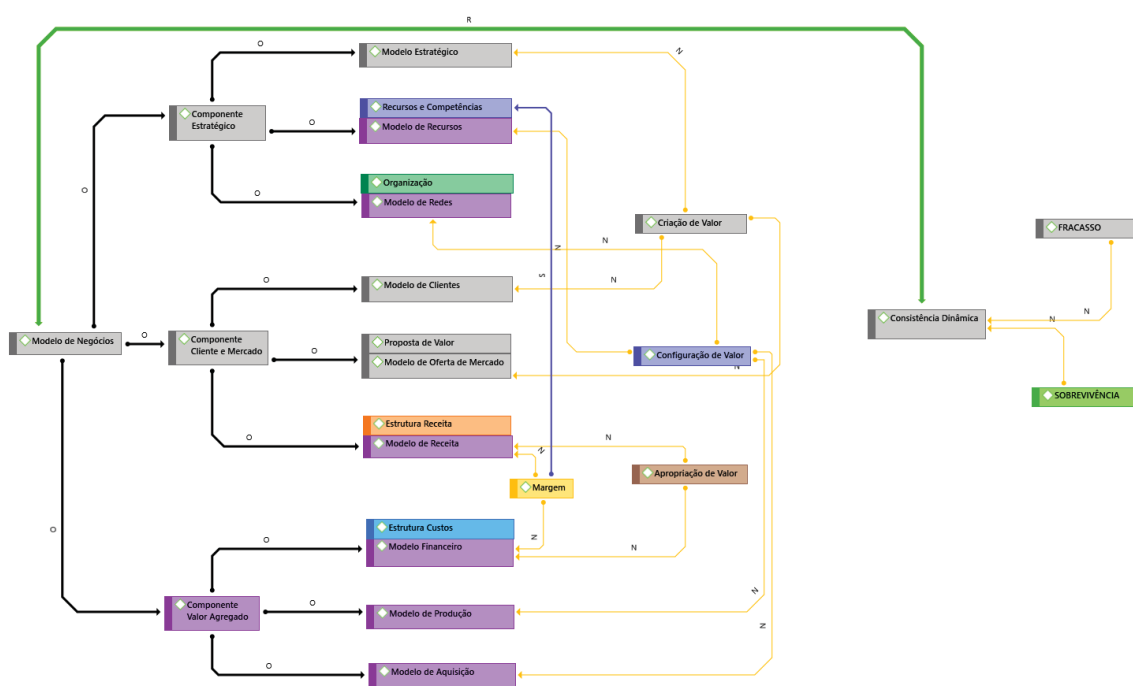 R
O
Modelo Estratégico
N
Recursos e Competências
Componente
Estratégico
O
Modelo de Recursos
O
Organização
O
Modelo de Redes
Criação de Valor
FRACASSO
N
N
S
O
Modelo de Clientes
N
N
N
Consistência Dinâmica
Modelo de Negócios
O
Componente
Cliente e Mercado
O
Proposta de Valor
Modelo de Oferta de Mercado
Configuração de Valor
N
SOBREVIVÊNCIA
Estrutura Receita
O
Modelo de Receita
N
N
Apropriação de Valor
Margem
O
Estrutura Custos
N
O
Modelo Financeiro
N
Componente
Valor Agregado
O
Modelo de Produção
N
N
O
Modelo de Aquisição